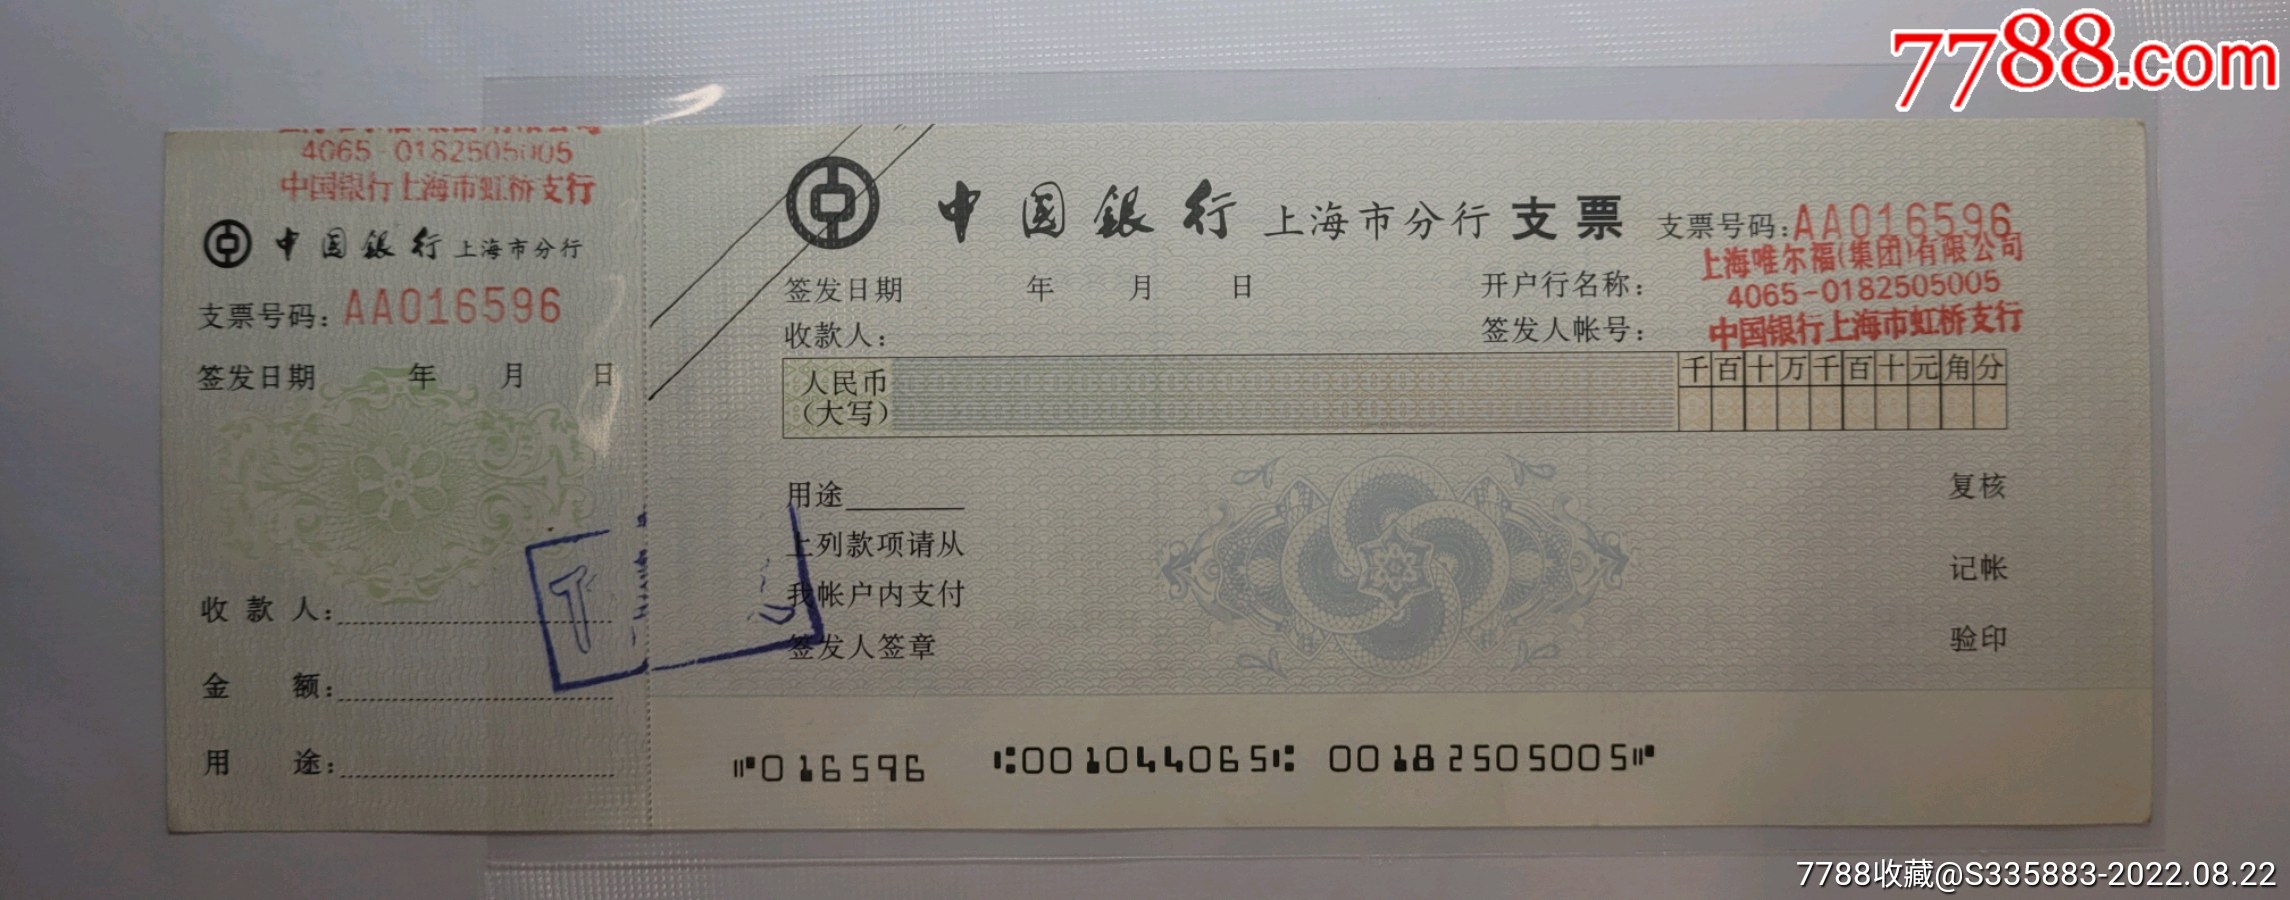 7788.com
4065-0182505005
中国银行上海市虹桥支行
中国銀行上海市分行
支票号码：AA016596
签发日期 年 月 日
收款人：
金额：
用途：
中国銀行上海市分行支票 支票号码：AA016596
上海唯尔福(集团)有限公司
签发日期 年 月 日 开户行名称：
4065-0182505005
收款人： 签发人帐号：
中国银行上海市虹桥支行
人民币
（大写）
千百十万千百十元角分
用途
复核
上列款项请从
我帐户内支付
记帐
签发人签章
验印
⑈016596 ⑆001044065⑆ 00182505005⑈
7788收藏@S335883-2022.08.22